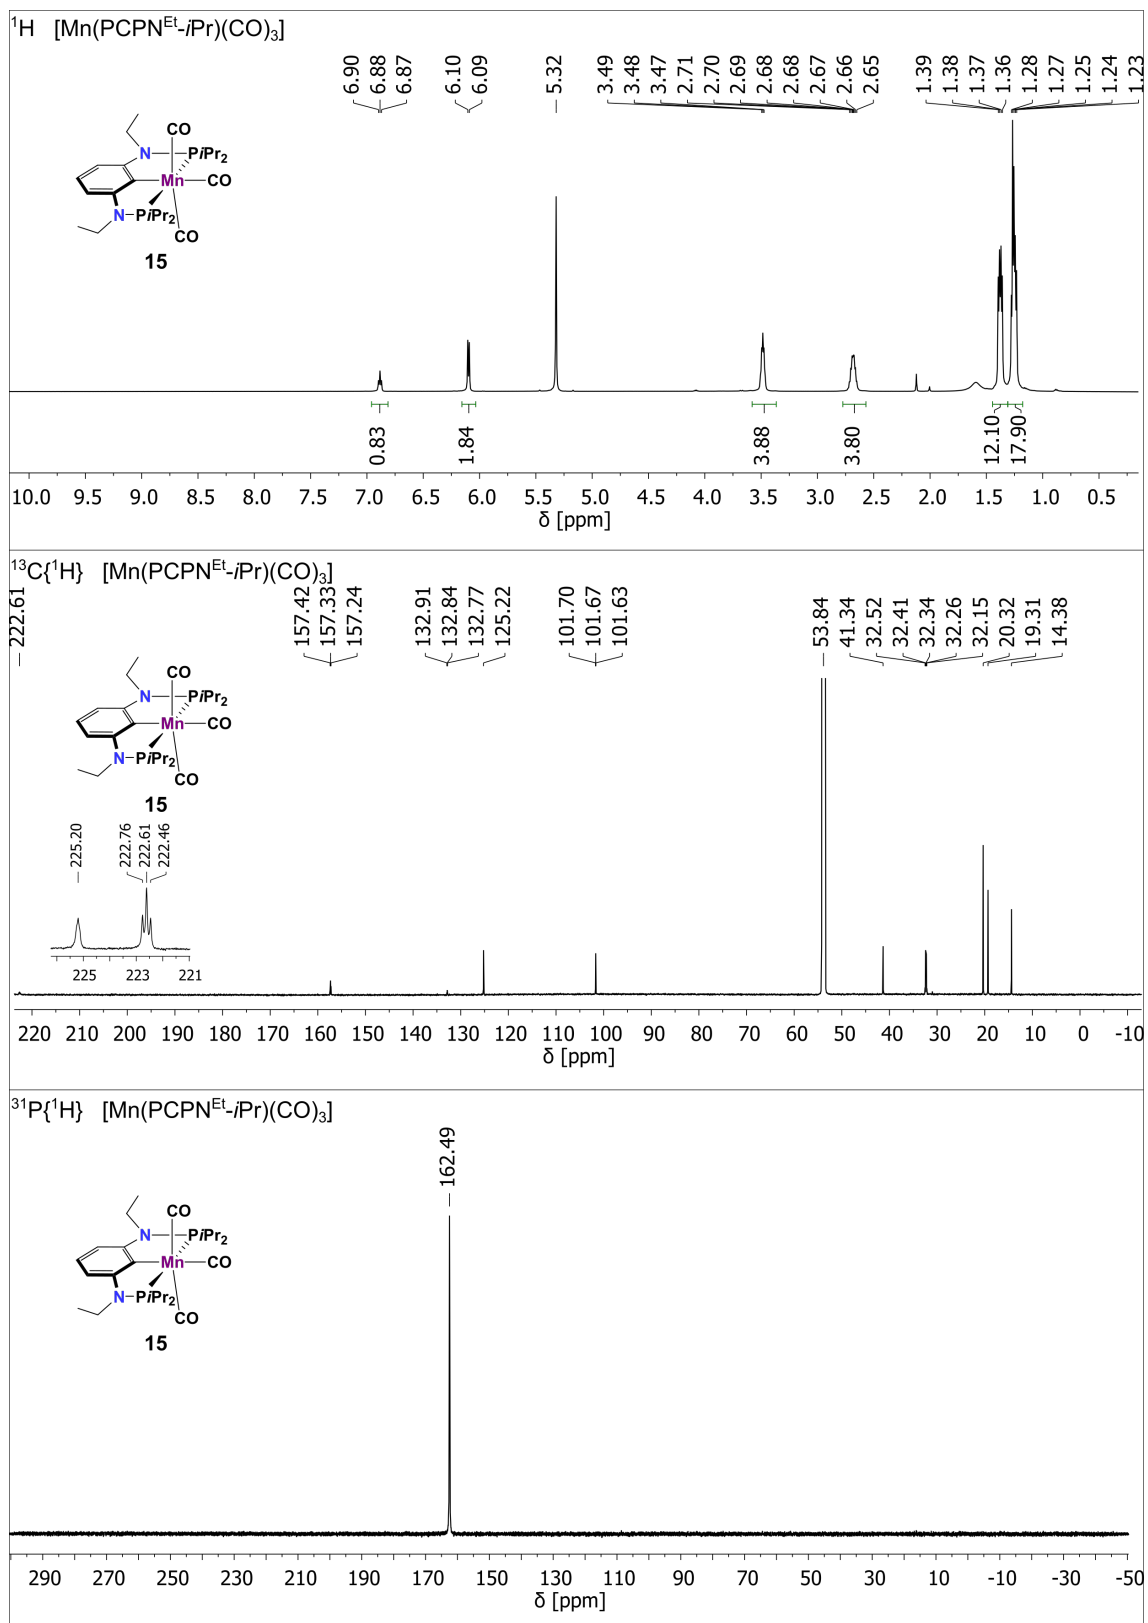 ¹H [Mn(PCPNᴱᵗ-iPr)(CO)₃]
6.90 6.88 6.87 6.10 6.09 5.32 3.49 3.48 3.47 2.71 2.70 2.69 2.68 2.68 2.67 2.66 2.65 1.39 1.38 1.37 1.36 1.28 1.27 1.25 1.24 1.23
CO
N PiPr₂
Mn CO
N PiPr₂
CO
15
0.83 1.84 3.88 3.80 12.10 17.90
10.0 9.5 9.0 8.5 8.0 7.5 7.0 6.5 6.0 5.5 5.0 4.5 4.0 3.5 3.0 2.5 2.0 1.5 1.0 0.5
δ [ppm]
¹³C{¹H} [Mn(PCPNᴱᵗ-iPr)(CO)₃]
222.61 157.42 157.33 157.24 132.91 132.84 132.77 125.22 101.70 101.67 101.63 53.84 41.34 32.52 32.41 32.34 32.26 32.15 20.32 19.31 14.38
CO
N PiPr₂
Mn CO
N PiPr₂
CO
15
225.20 222.76 222.61 222.46
225 223 221
220 210 200 190 180 170 160 150 140 130 120 110 100 90 80 70 60 50 40 30 20 10 0 -10
δ [ppm]
³¹P{¹H} [Mn(PCPNᴱᵗ-iPr)(CO)₃]
162.49
CO
N PiPr₂
Mn CO
N PiPr₂
CO
15
290 270 250 230 210 190 170 150 130 110 90 70 50 30 10 -10 -30 -50
δ [ppm]